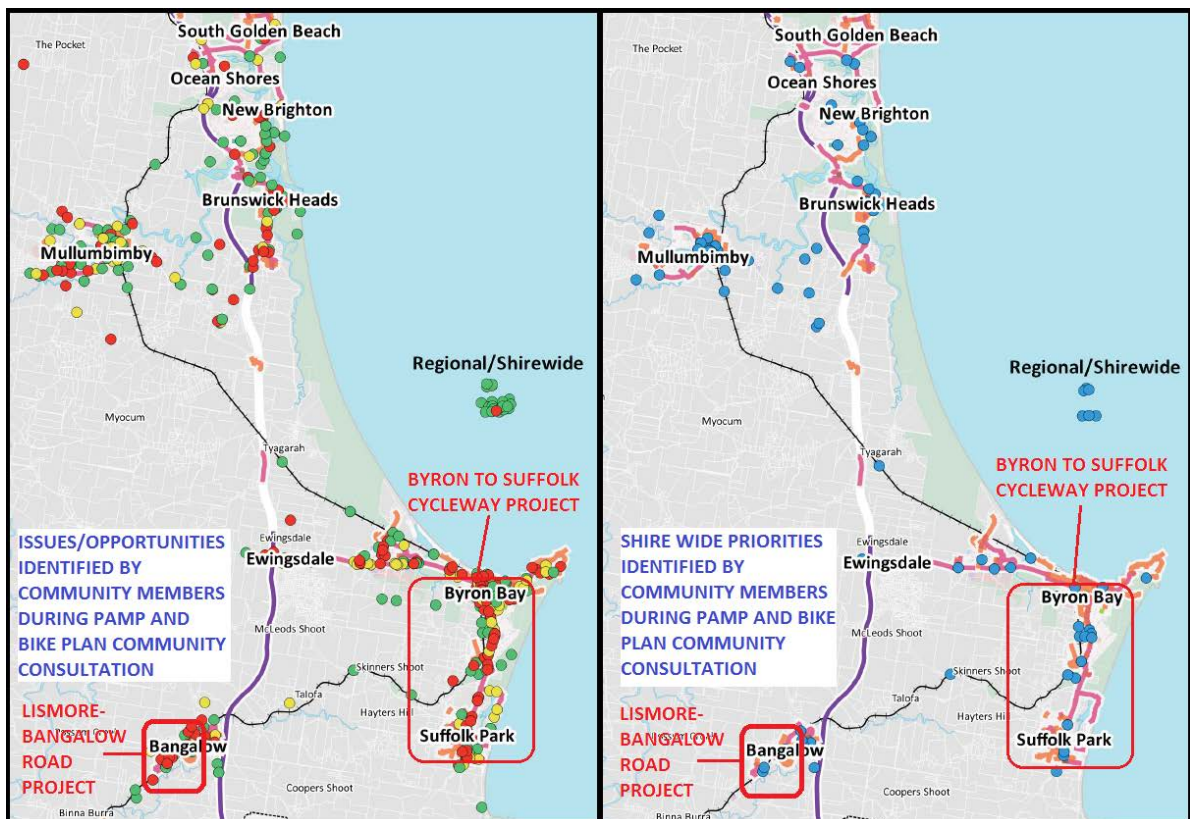 South Golden Beach
The Pocket
Ocean Shores
New Brighton
Brunswick Heads
Mullumbimby
Regional/Shirewide
Myocum
Tyagarah
BYRON TO SUFFOLK
CYCLEWAY PROJECT
ISSUES/OPPORTUNITIES
IDENTIFIED BY
COMMUNITY MEMBERS
DURING PAMP AND
BIKE PLAN COMMUNITY
CONSULTATION
Ewingsdale
Ewingsdale
Byron Bay
McLeods Shoot
Skinners Shoot
Talofa
Hayters Hill
LISMORE-
BANGALOW
ROAD
PROJECT
Bangalow
Suffolk Park
Coopers Shoot
Binna Burra
South Golden Beach
The Pocket
Ocean Shores
New Brighton
Brunswick Heads
Mullumbimby
Regional/Shirewide
Myocum
Tyagarah
BYRON TO SUFFOLK
CYCLEWAY PROJECT
SHIRE WIDE PRIORITIES
IDENTIFIED BY
COMMUNITY MEMBERS
DURING PAMP AND BIKE
PLAN COMMUNITY
CONSULTATION
Ewingsdale
Ewingsdale
Byron Bay
McLeods Shoot
Skinners Shoot
Talofa
Hayters Hill
LISMORE-
BANGALOW
ROAD
PROJECT
Bangalow
Suffolk Park
Coopers Shoot
Binna Burra